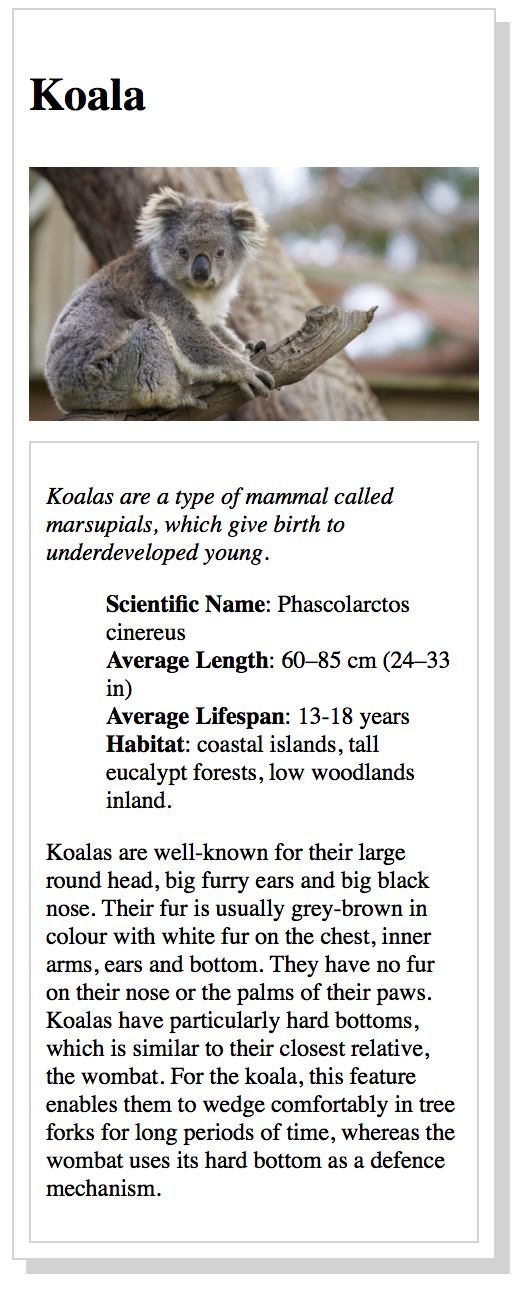 Koala
Koalas are a type of mammal called
marsupials, which give birth to
underdeveloped young.
Scientific Name: Phascolarctos
cinereus
Average Length: 60–85 cm (24–33
in)
Average Lifespan: 13-18 years
Habitat: coastal islands, tall
eucalypt forests, low woodlands
inland.
Koalas are well-known for their large
round head, big furry ears and big black
nose. Their fur is usually grey-brown in
colour with white fur on the chest, inner
arms, ears and bottom. They have no fur
on their nose or the palms of their paws.
Koalas have particularly hard bottoms,
which is similar to their closest relative,
the wombat. For the koala, this feature
enables them to wedge comfortably in tree
forks for long periods of time, whereas the
wombat uses its hard bottom as a defence
mechanism.